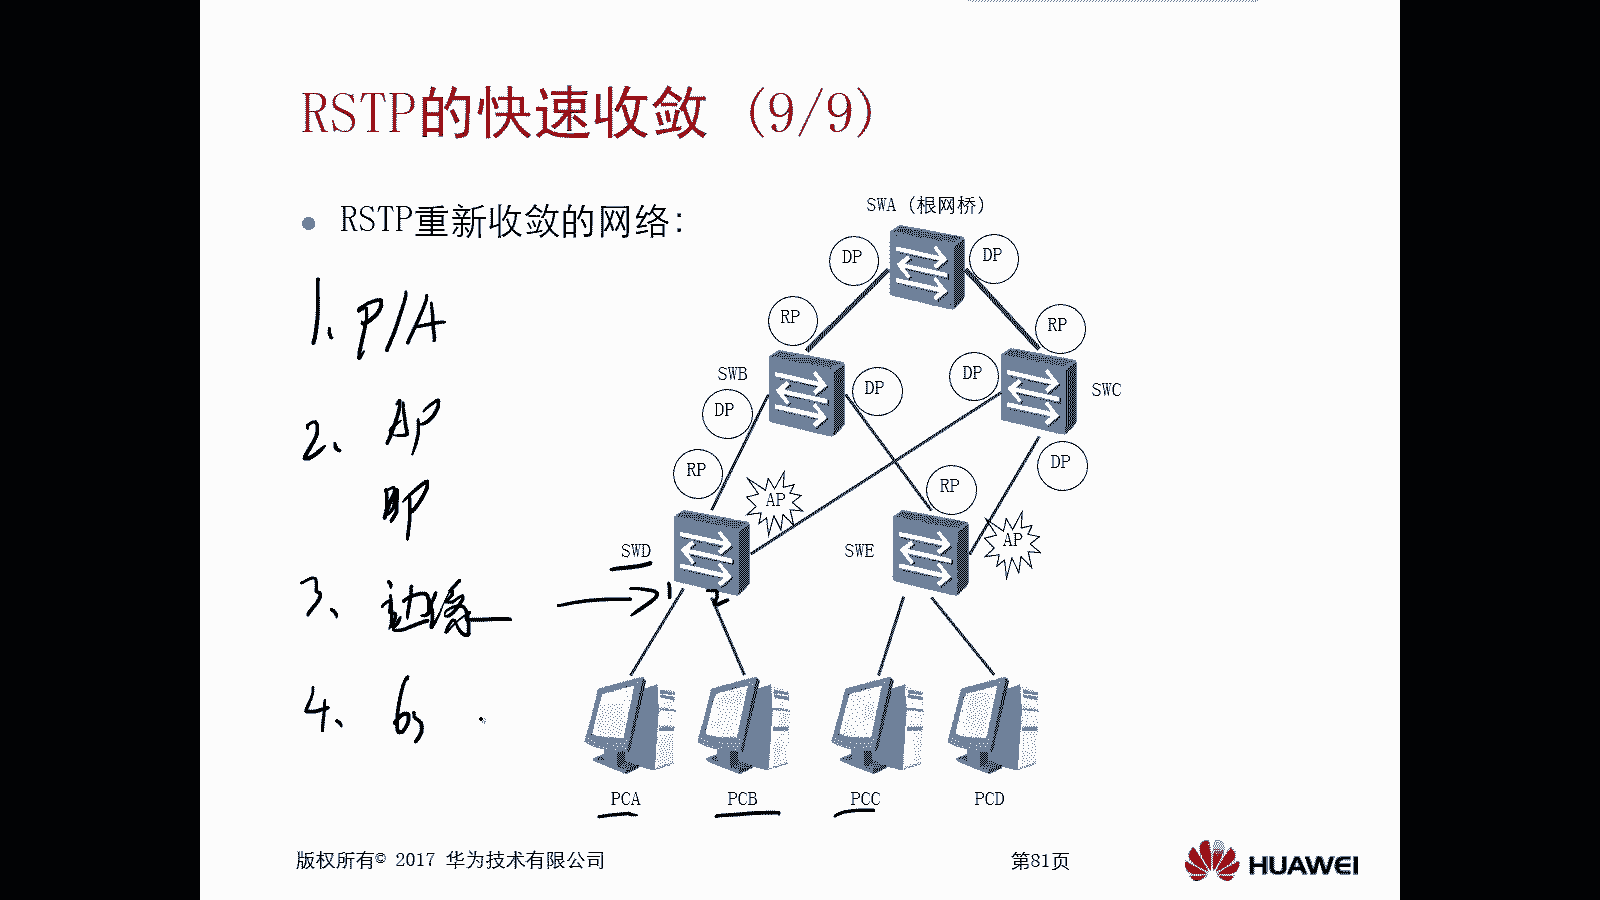 RSTP的快速收敛 (9/9)
RSTP重新收敛的网络:
1、P/A
2、AP
BP
3、边缘
4、6s
SWA (根网桥)
DP
DP
RP
RP
SWB
DP
DP
DP
SWC
DP
RP
AP
RP
AP
SWD
SWE
1
2
PCA
PCB
PCC
PCD
版权所有© 2017 华为技术有限公司
第81页
HUAWEI